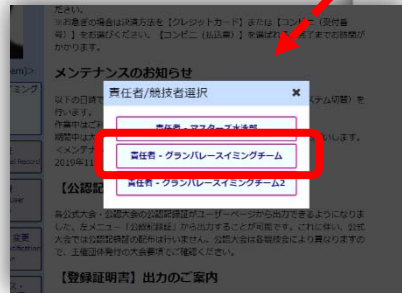 ださい。
※お急ぎの場合は決済方法を【クレジットカード】または【コンビニ（受付番
号）】をお選びください。【コンビニ（払込票）】を選ばれ 完了までお時間が
かかります。
メンテナンスのお知らせ
責任者/競技者選択 ×
以下の日時で ステム切替）を
行います。
責任者 - マスターズ水泳部
作業中はご利
期間中は大 いします。
責任者 - グランパレースイミングチーム
＜メンテナ
2019年11
責任者 - グランパレースイミングチーム2
【公認記
各公式大会・公認大会の公認記録証がユーザーページから出力できるようになりま
した。左メニュー「公認記録証」から出力することが可能です。これに伴い、公式
大会では公認記録証の配布は行いません。公認大会は各競技会により異なりますの
で、主催団体発行の大会要項でご確認ください。
【登録証明書】出力のご案内